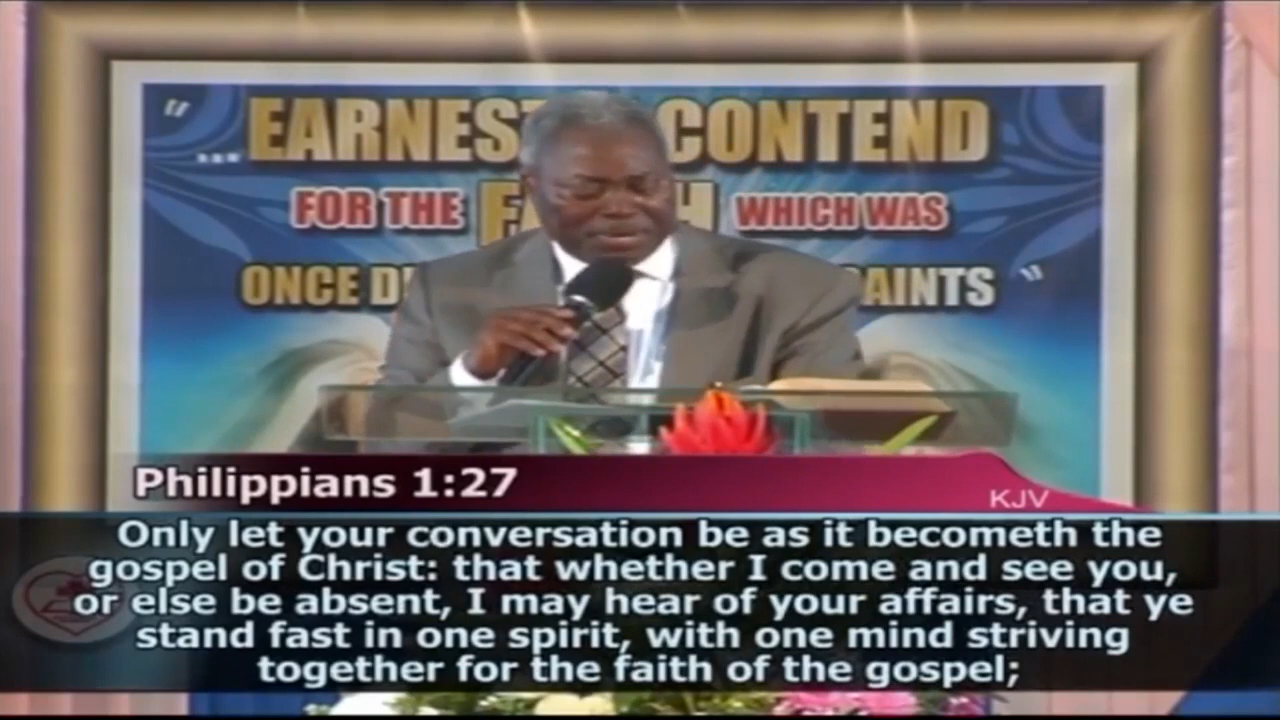 "
...EARNES CONTEND
FOR THE F H WHICH WAS
ONCE D AINTS "
Philippians 1:27
KJV
Only let your conversation be as it becometh the
gospel of Christ: that whether I come and see you,
or else be absent, I may hear of your affairs, that ye
stand fast in one spirit, with one mind striving
together for the faith of the gospel;